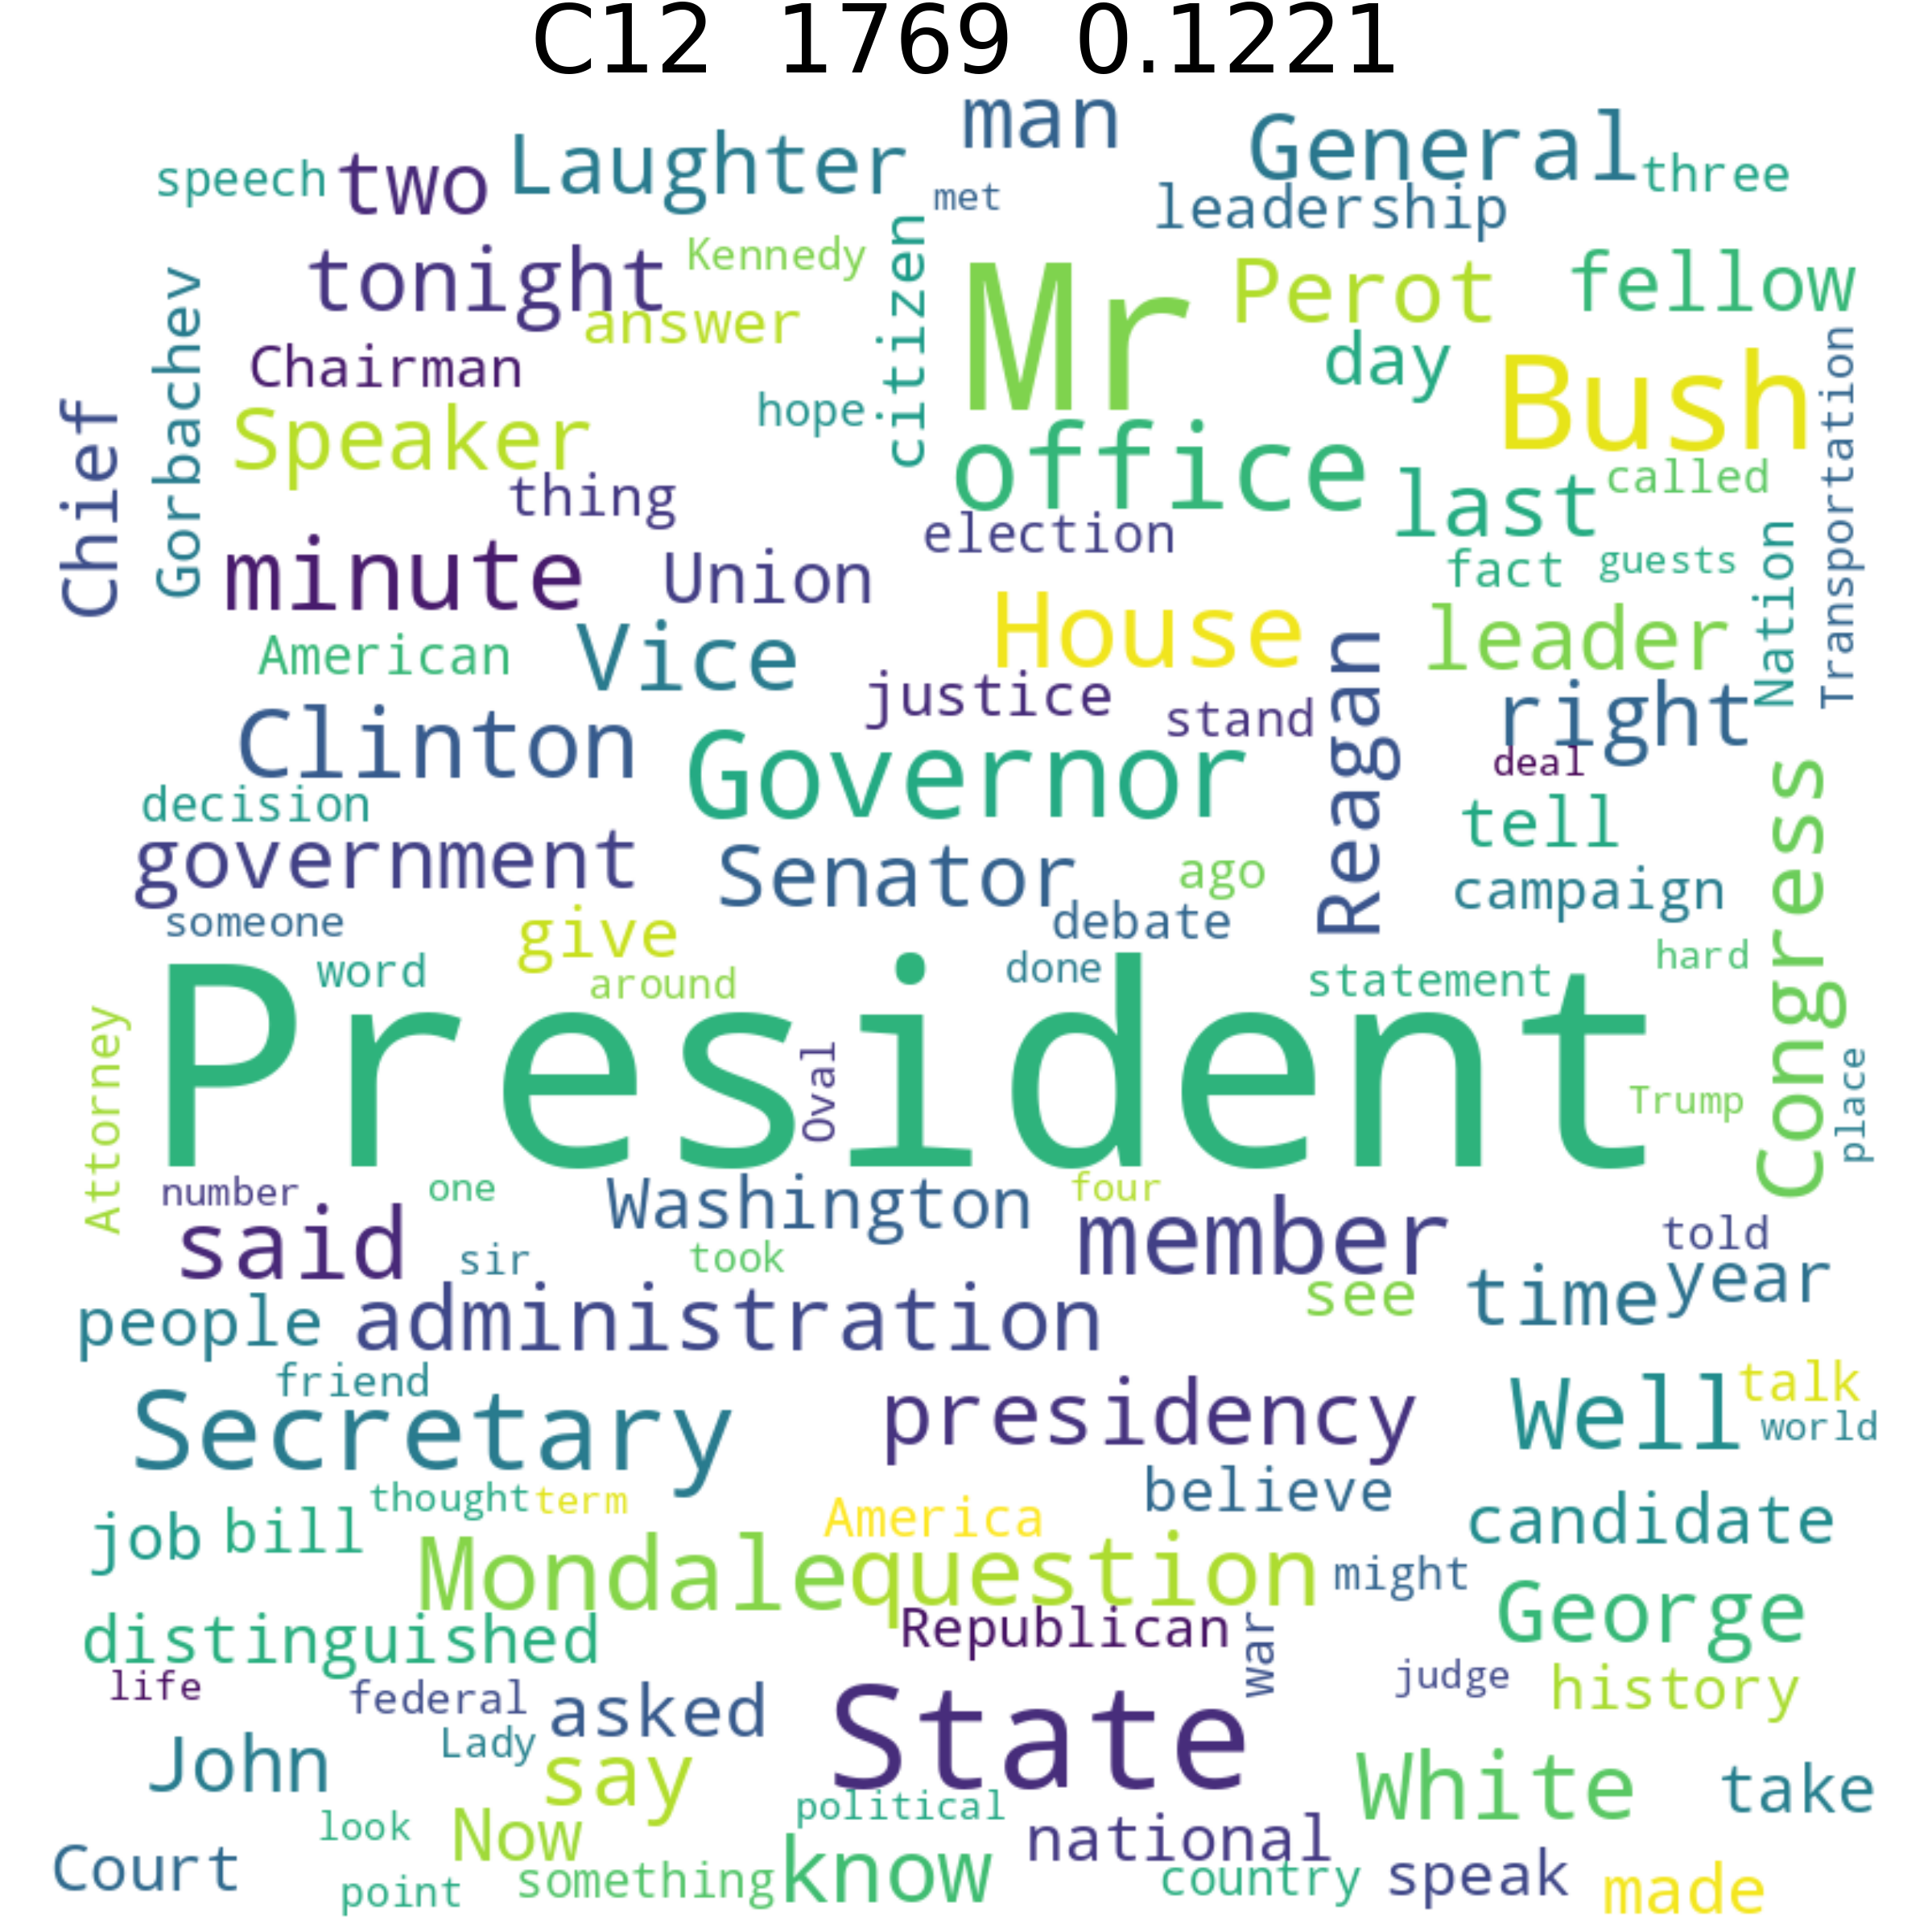 C12 1769 0.1221
man
General
speech
two
Laughter
met
leadership
three
tonight
Kennedy
citizen
Mr
Perot
fellow
Gorbachev
answer
Chairman
hope
day
Bush
Transportation
Chief
Speaker
thing
office
last
called
election
minute
Union
fact
guests
Nation
American
Vice
House
leader
justice
stand
Reagan
right
Clinton
deal
Governor
decision
tell
Congress
government
Senator
ago
campaign
someone
give
debate
word
around
done
statement
hard
President
Attorney
Oval
Trump
place
number
one
Washington
four
said
sir
took
member
told
people
administration
see
time
year
friend
Secretary
presidency
Well
talk
world
thought
term
America
believe
job
bill
candidate
Mondale
question
might
George
distinguished
Republican
war
life
federal
asked
judge
history
John
Lady
say
State
White
take
look
Now
political
national
Court
point
something
know
country
speak
made